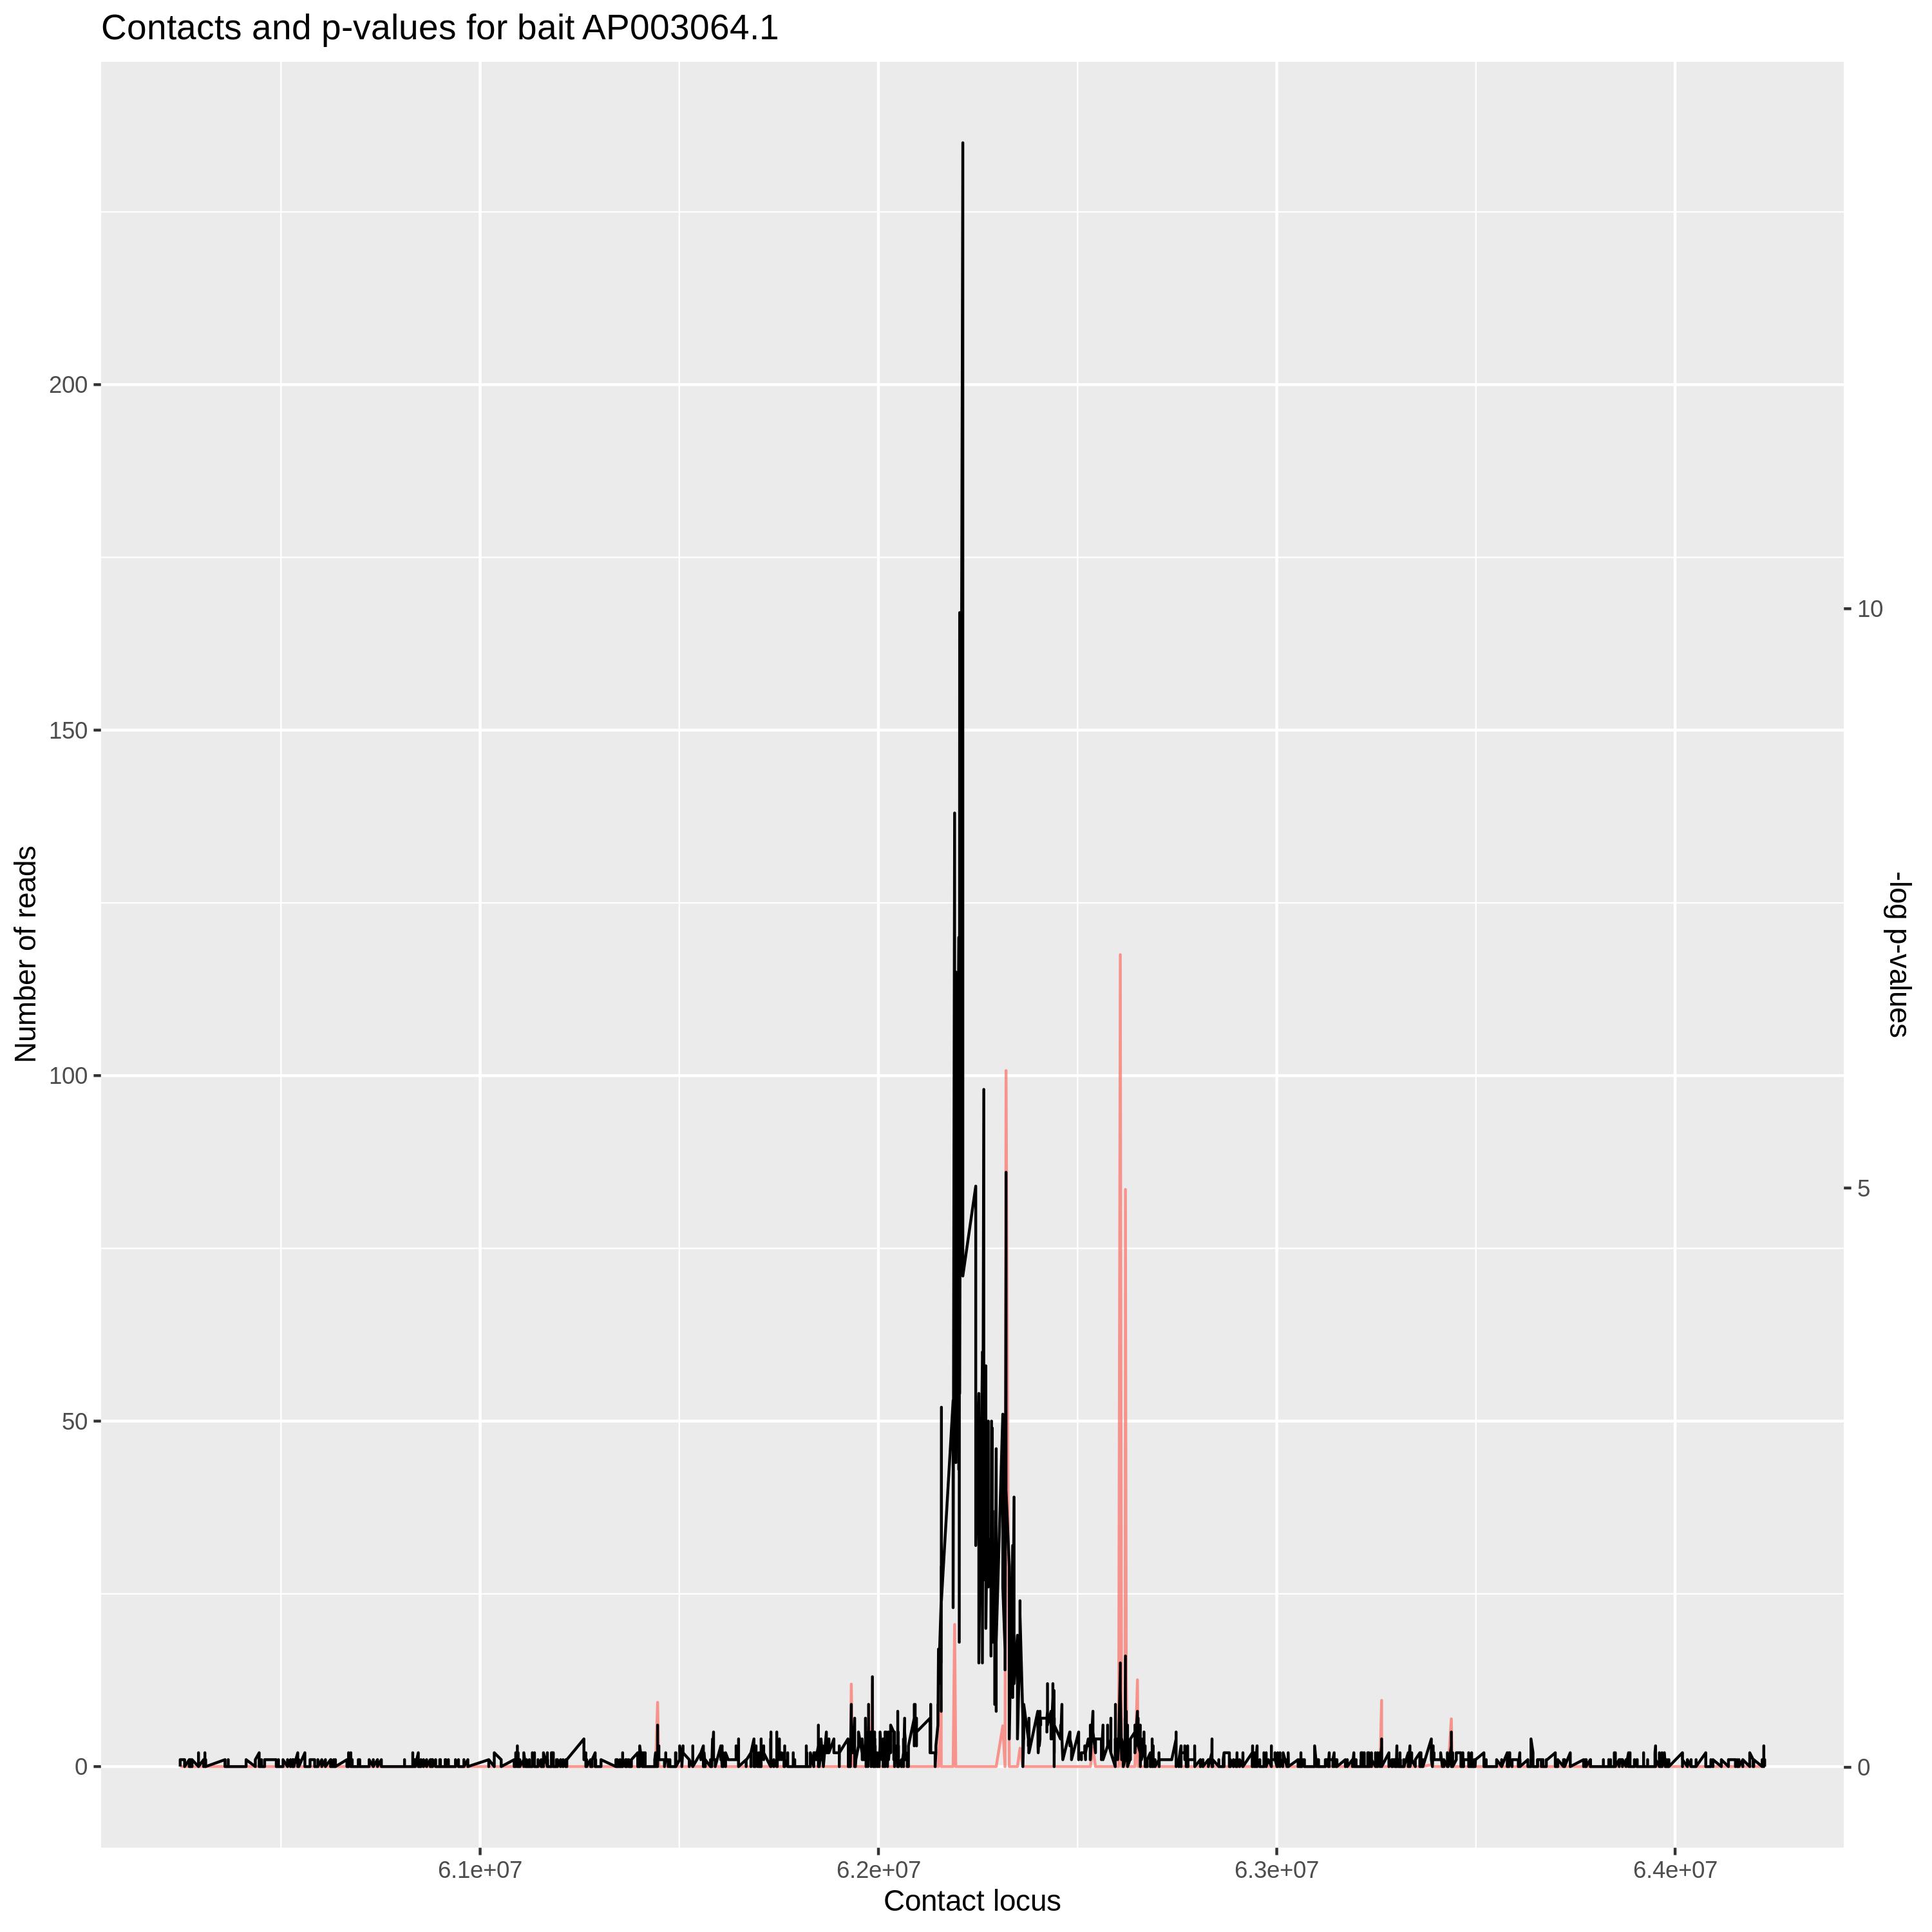 Contacts and p-values for bait AP003064.1
Number of reads
200
150
100
50
0
10
5
0
-log p-values
6.1e+07
6.2e+07
6.3e+07
6.4e+07
Contact locus